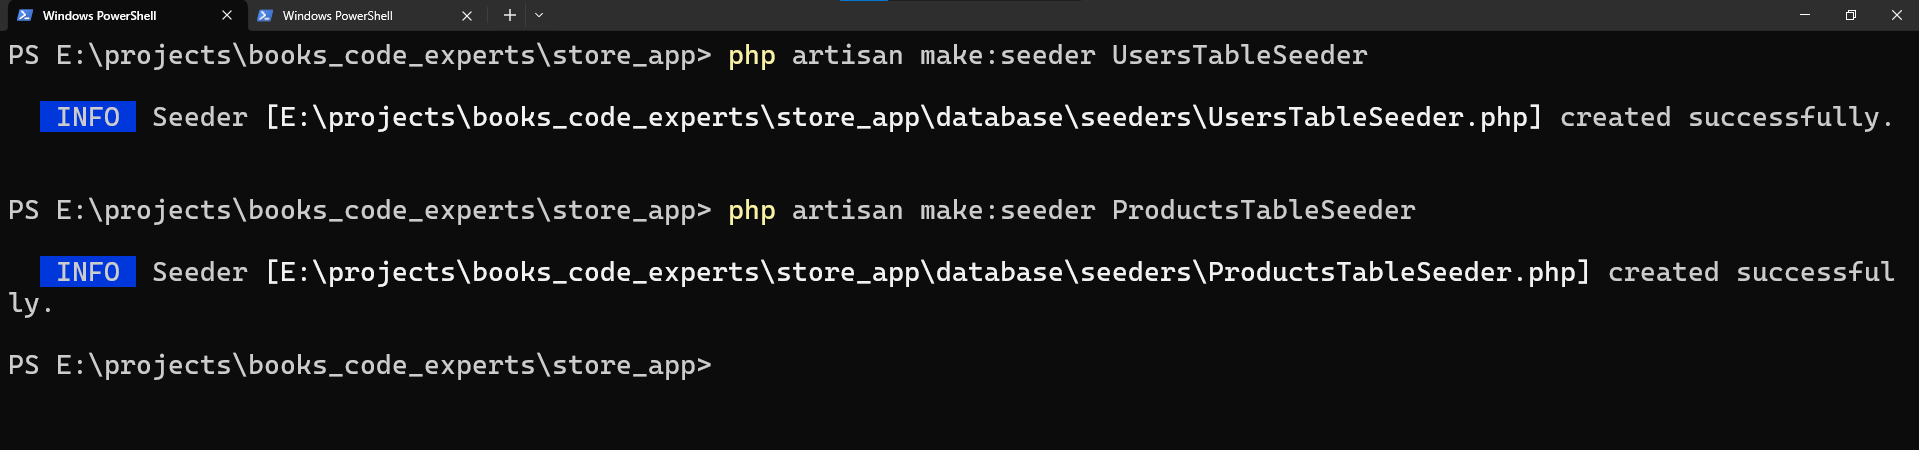 Windows PowerShell
Windows PowerShell
PS E:\projects\books_code_experts\store_app> php artisan make:seeder UsersTableSeeder
INFO Seeder [E:\projects\books_code_experts\store_app\database\seeders\UsersTableSeeder.php] created successfully.
PS E:\projects\books_code_experts\store_app> php artisan make:seeder ProductsTableSeeder
INFO Seeder [E:\projects\books_code_experts\store_app\database\seeders\ProductsTableSeeder.php] created successful
ly.
PS E:\projects\books_code_experts\store_app>